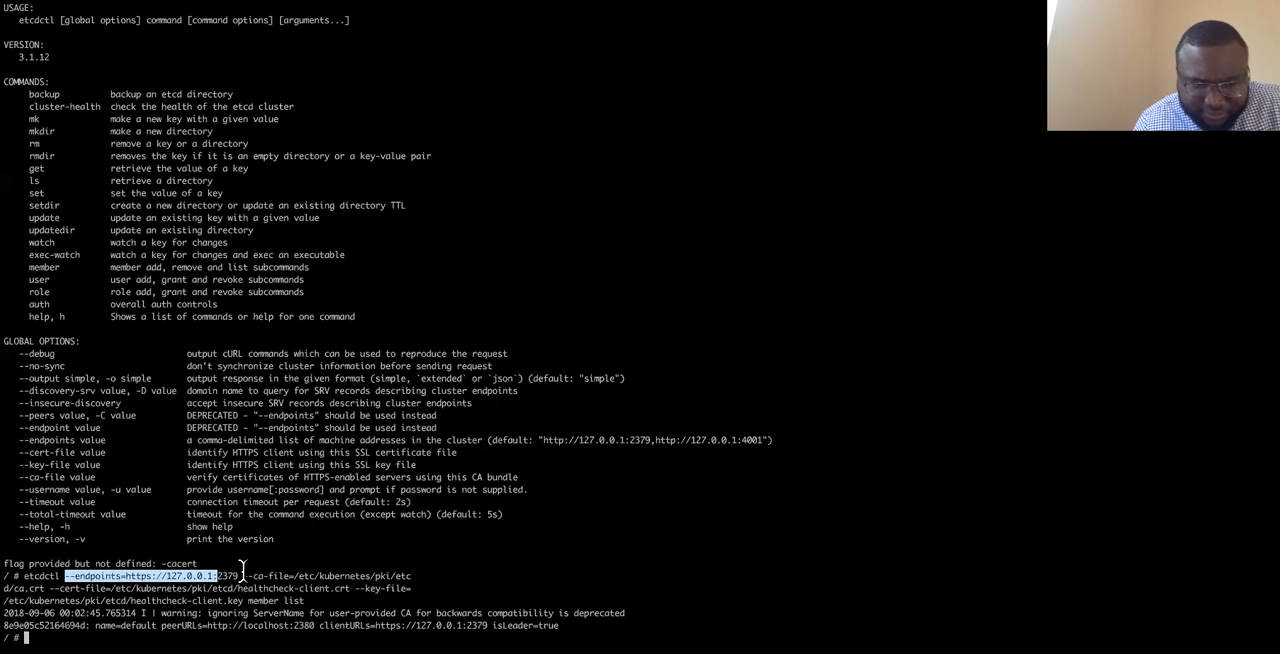 USAGE:
etcdctl [global options] command [command options] [arguments...]
VERSION:
3.1.12
COMMANDS:
backup backup an etcd directory
cluster-health check the health of the etcd cluster
mk make a new key with a given value
mkdir make a new directory
rm remove a key or a directory
rmdir removes the key if it is an empty directory or a key-value pair
get retrieve the value of a key
ls retrieve a directory
set set the value of a key
setdir create a new directory or update an existing directory TTL
update update an existing key with a given value
updatedir update an existing directory
watch watch a key for changes
exec-watch watch a key for changes and exec an executable
member member add, remove and list subcommands
user user add, grant and revoke subcommands
role role add, grant and revoke subcommands
auth overall auth controls
help, h Shows a list of commands or help for one command
GLOBAL OPTIONS:
--debug output cURL commands which can be used to reproduce the request
--no-sync don't synchronize cluster information before sending request
--output simple, -o simple output response in the given format (simple, `extended` or `json`) (default: "simple")
--discovery-srv value, -D value domain name to query for SRV records describing cluster endpoints
--insecure-discovery accept insecure SRV records describing cluster endpoints
--peers value, -C value DEPRECATED - "--endpoints" should be used instead
--endpoint value DEPRECATED - "--endpoints" should be used instead
--endpoints value a comma-delimited list of machine addresses in the cluster (default: "http://127.0.0.1:2379,http://127.0.0.1:4001")
--cert-file value identify HTTPS client using this SSL certificate file
--key-file value identify HTTPS client using this SSL key file
--ca-file value verify certificates of HTTPS-enabled servers using this CA bundle
--username value, -u value provide username[:password] and prompt if password is not supplied.
--timeout value connection timeout per request (default: 2s)
--total-timeout value timeout for the command execution (except watch) (default: 5s)
--help, -h show help
--version, -v print the version
flag provided but not defined: -cacert
/ # etcdctl --endpoints=https://127.0.0.1:2379 --ca-file=/etc/kubernetes/pki/etc
d/ca.crt --cert-file=/etc/kubernetes/pki/etcd/healthcheck-client.crt --key-file=
/etc/kubernetes/pki/etcd/healthcheck-client.key member list
2018-09-06 00:02:45.765314 I | warning: ignoring ServerName for user-provided CA for backwards compatibility is deprecated
8e9e05c52164694d: name=default peerURLs=http://localhost:2380 clientURLs=https://127.0.0.1:2379 isLeader=true
/ #